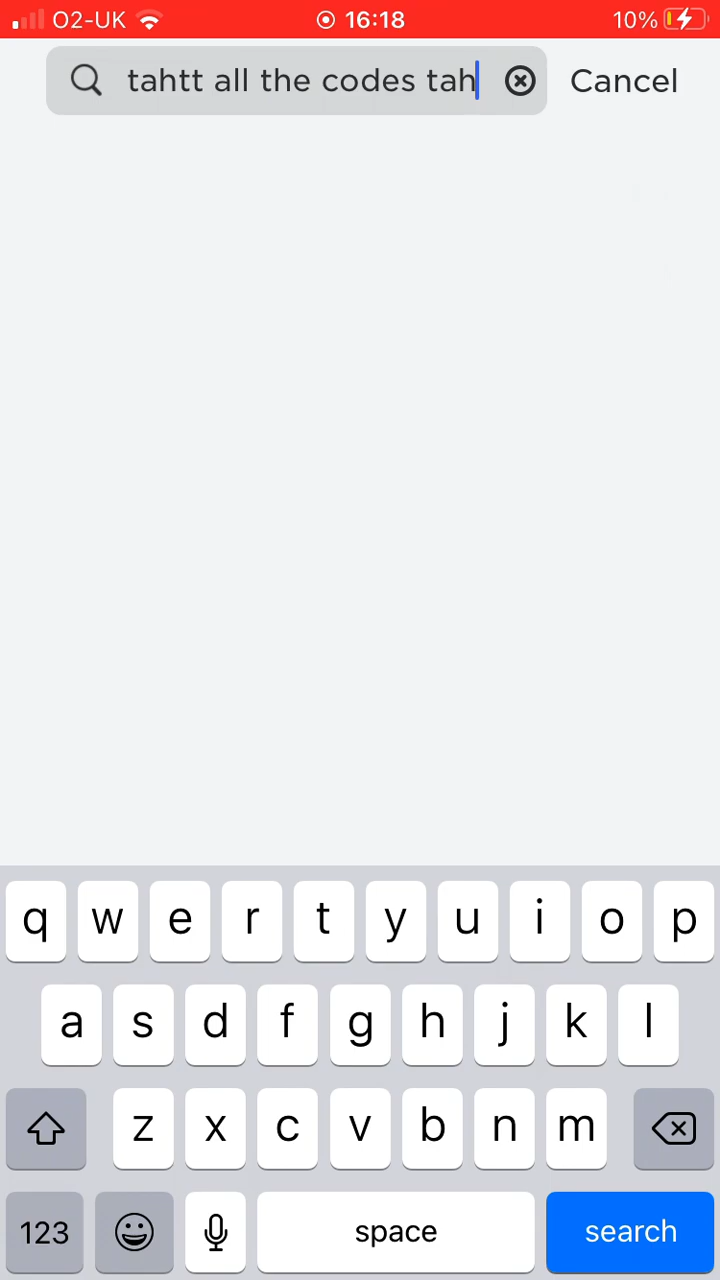 O2-UK 16:18 10%
tahtt all the codes tah Cancel
q w e r t y u i o p
a s d f g h j k l
z x c v b n m
123 space search